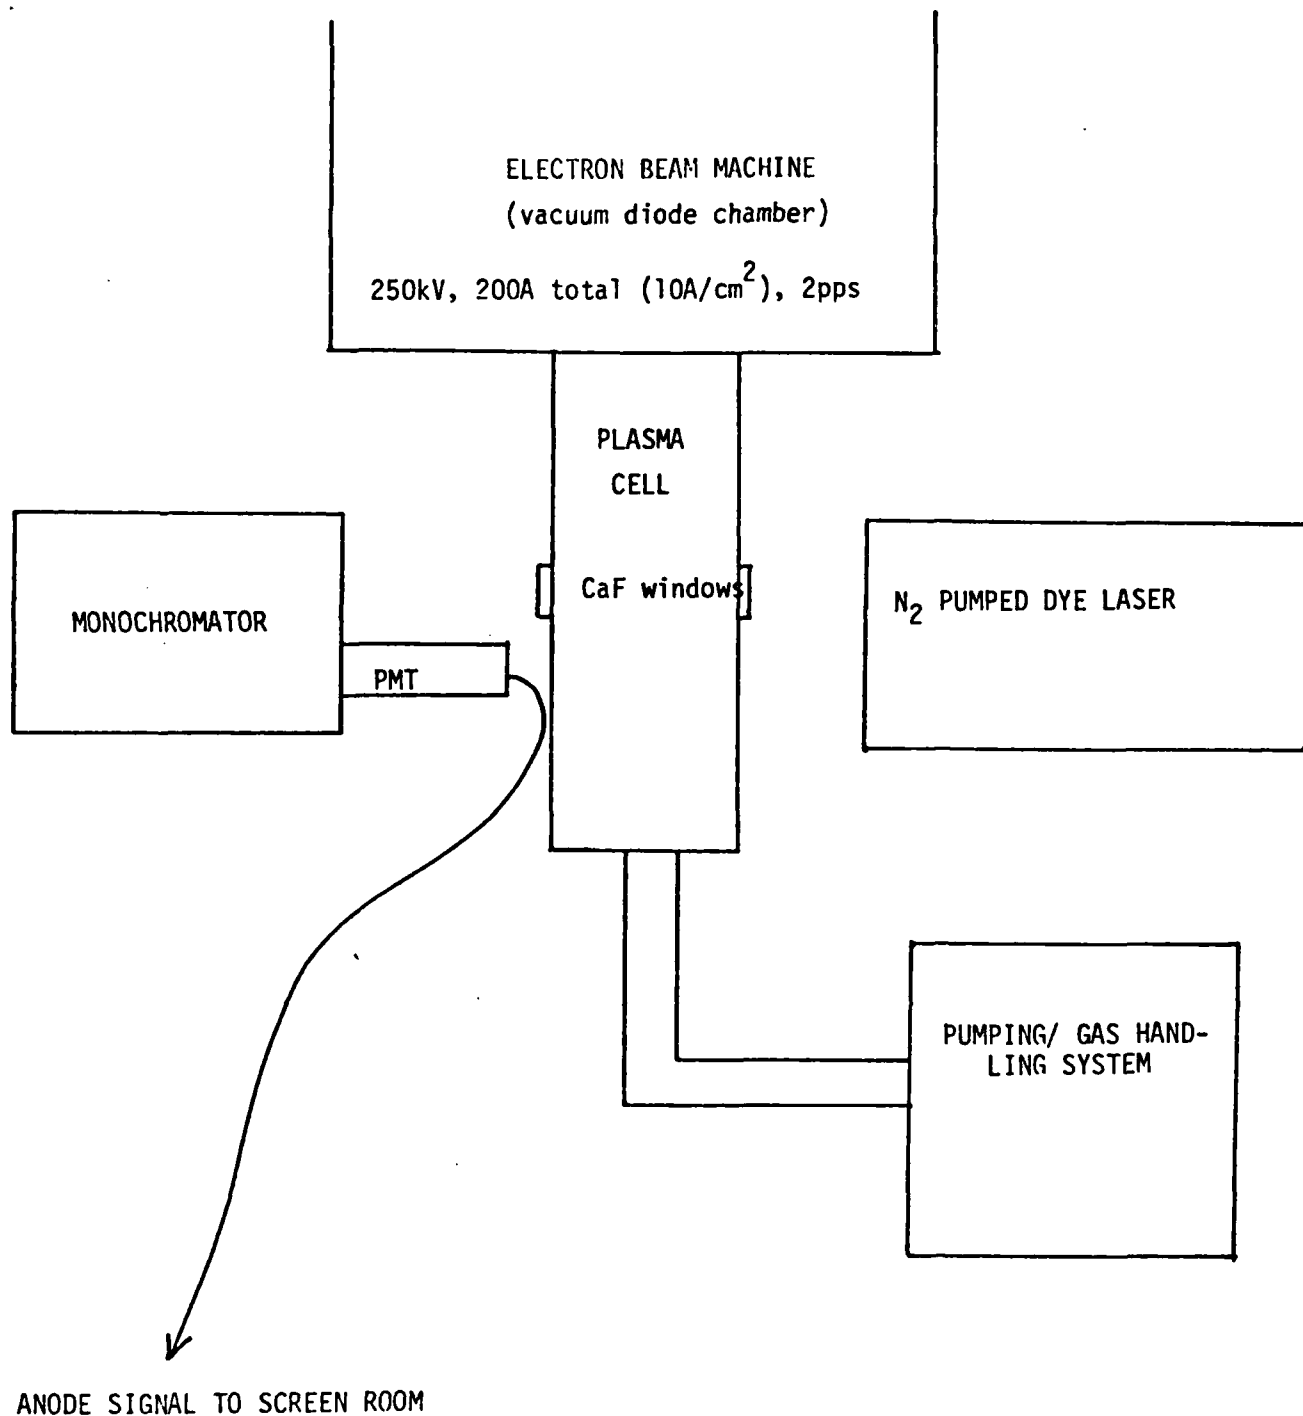 ELECTRON BEAM MACHINE
(vacuum diode chamber)
250kV, 200A total (10A/cm²), 2pps
PLASMA
CELL
CaF windows
MONOCHROMATOR
PMT
N₂ PUMPED DYE LASER
PUMPING/ GAS HAND-
LING SYSTEM
ANODE SIGNAL TO SCREEN ROOM